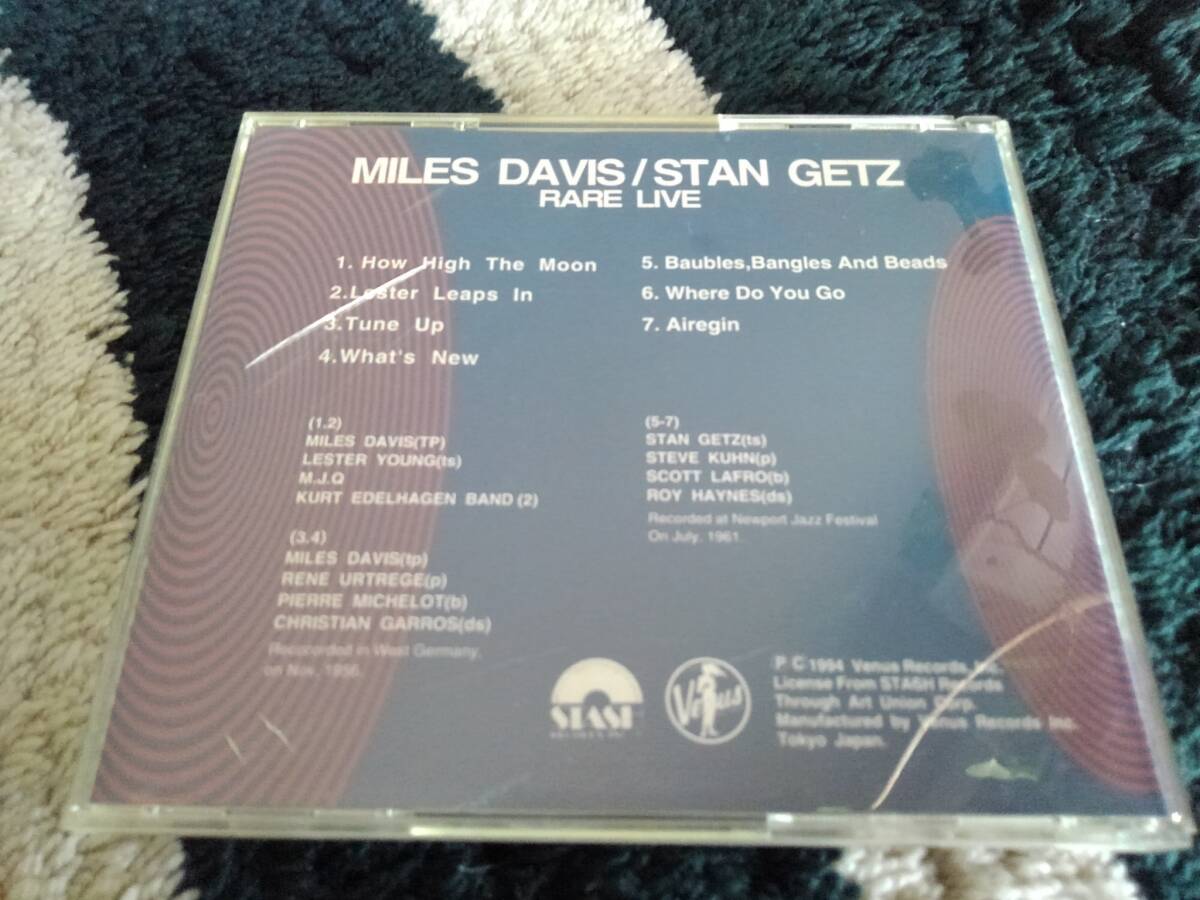 MILES DAVIS/STAN GETZ
RARE LIVE
1. How High The Moon
2.Lester Leaps In
3.Tune Up
4.What's New
5. Baubles,Bangles And Beads
6. Where Do You Go
7. Airegin
(1.2)
MILES DAVIS(TP)
LESTER YOUNG(ts)
M.J.Q
KURT EDELHAGEN BAND (2)
(3.4)
MILES DAVIS(tp)
RENE URTREGE(p)
PIERRE MICHELOT(b)
CHRISTIAN GARROS(ds)
Recorded in West Germany,
on Nov, 1956.
(5-7)
STAN GETZ(ts)
STEVE KUHN(p)
SCOTT LAFRO(b)
ROY HAYNES(ds)
Recorded at Newport Jazz Festival
On July, 1961.
STASH
Venus
P C 1994 Venus Records,
License From STASH Records
Through Art Union Corp.
Manufactured by Venus Records Inc.
Tokyo Japan.